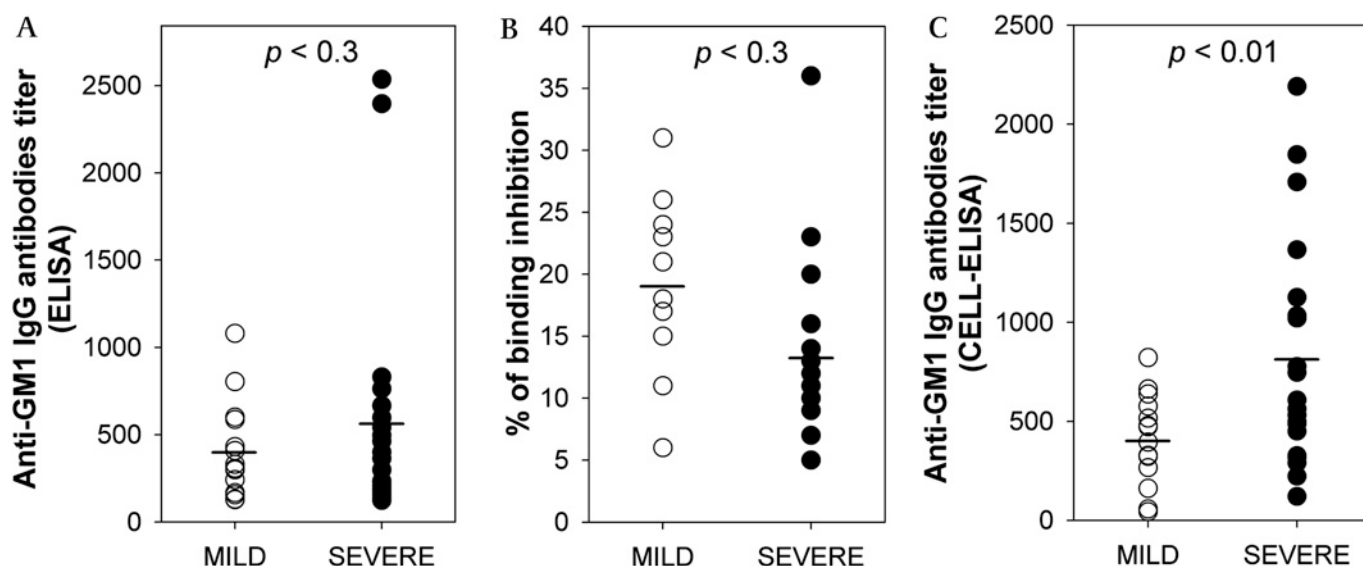 A
p < 0.3
Anti-GM1 IgG antibodies titer
(ELISA)
2500
2000
1500
1000
500
0
MILD SEVERE
B
p < 0.3
% of binding inhibition
40
35
30
25
20
15
10
5
0
MILD SEVERE
C
p < 0.01
Anti-GM1 IgG antibodies titer
(CELL-ELISA)
2500
2000
1500
1000
500
0
MILD SEVERE